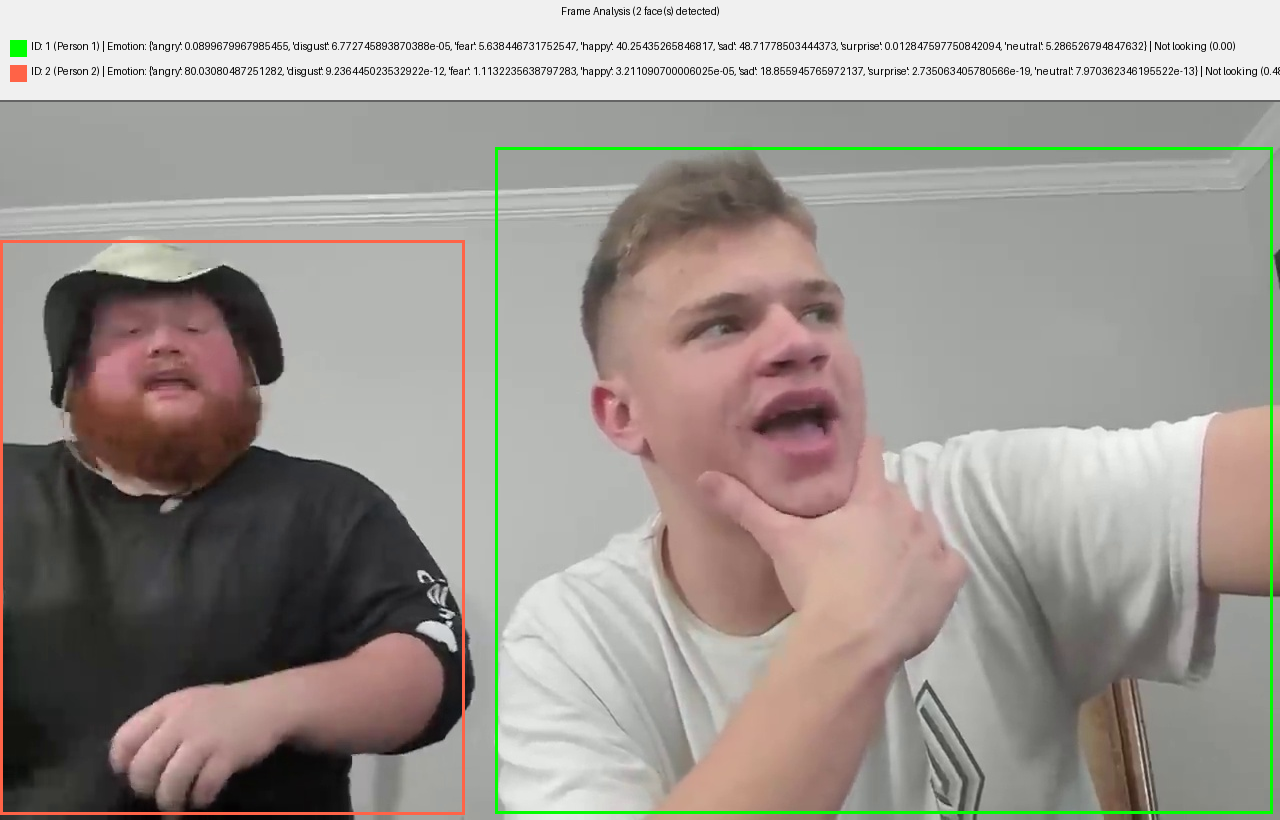 Frame Analysis (2 face(s) detected)
ID: 1 (Person 1) | Emotion: {'angry': 0.0899679967985455, 'disgust': 6.772745893870388e-05, 'fear': 5.638446731752547, 'happy': 40.25435265846817, 'sad': 48.71778503444373, 'surprise': 0.012847597750842094, 'neutral': 5.286526794847632} | Not looking (0.00)
ID: 2 (Person 2) | Emotion: {'angry': 80.03080487251282, 'disgust': 9.236445023532922e-12, 'fear': 1.1132235638797283, 'happy': 3.211090700006025e-05, 'sad': 18.855945765972137, 'surprise': 2.735063405780566e-19, 'neutral': 7.970362346195522e-13} | Not looking (0.48